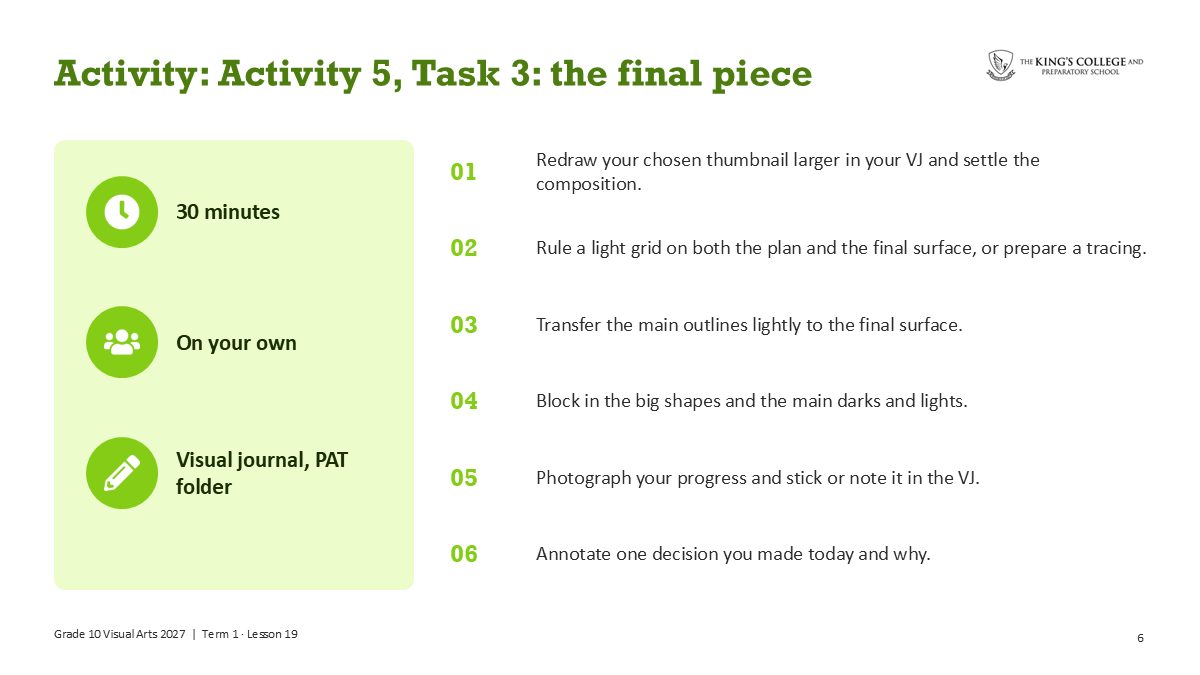 Activity: Activity 5, Task 3: the final piece
THE KING'S COLLEGE AND
PREPARATORY SCHOOL
30 minutes
On your own
Visual journal, PAT
folder
01
Redraw your chosen thumbnail larger in your VJ and settle the
composition.
02
Rule a light grid on both the plan and the final surface, or prepare a tracing.
03
Transfer the main outlines lightly to the final surface.
04
Block in the big shapes and the main darks and lights.
05
Photograph your progress and stick or note it in the VJ.
06
Annotate one decision you made today and why.
Grade 10 Visual Arts 2027 | Term 1 · Lesson 19
6